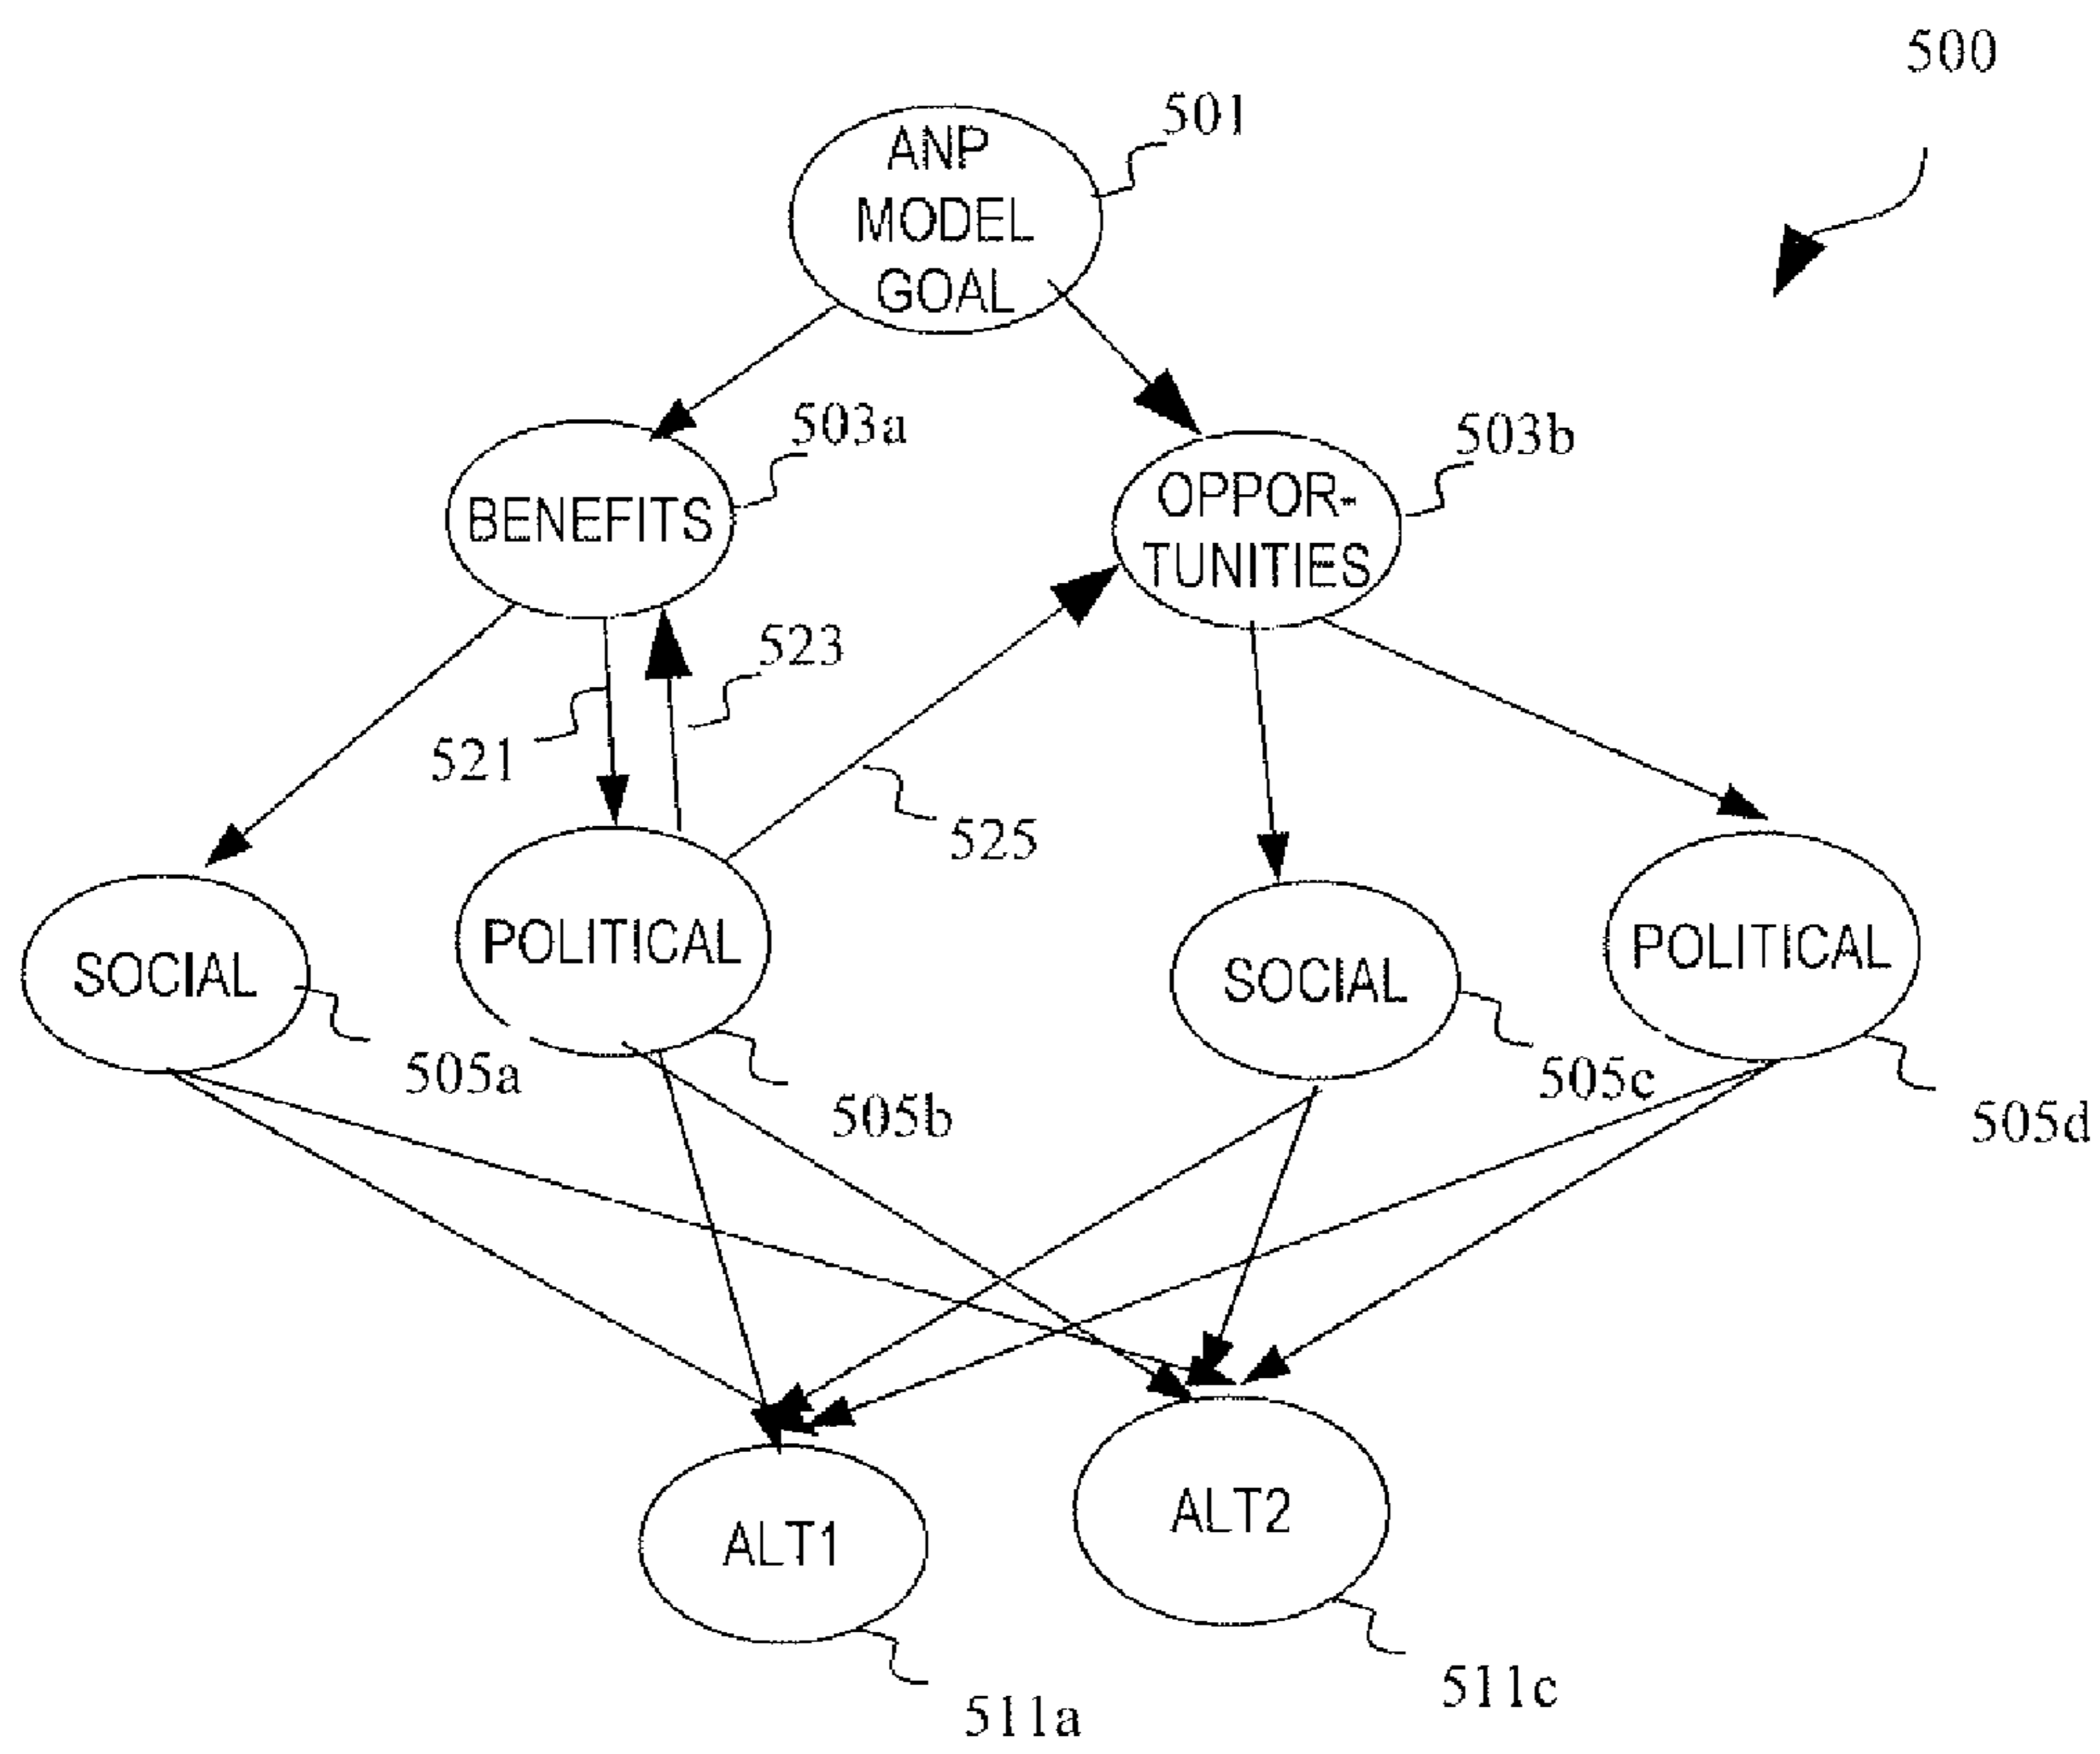 500
501
ANP
MODEL
GOAL
503a
503b
BENEFITS
OPPOR-
TUNITIES
523
521
525
SOCIAL
POLITICAL
SOCIAL
POLITICAL
505a
505b
505c
505d
ALT1
ALT2
511a
511c